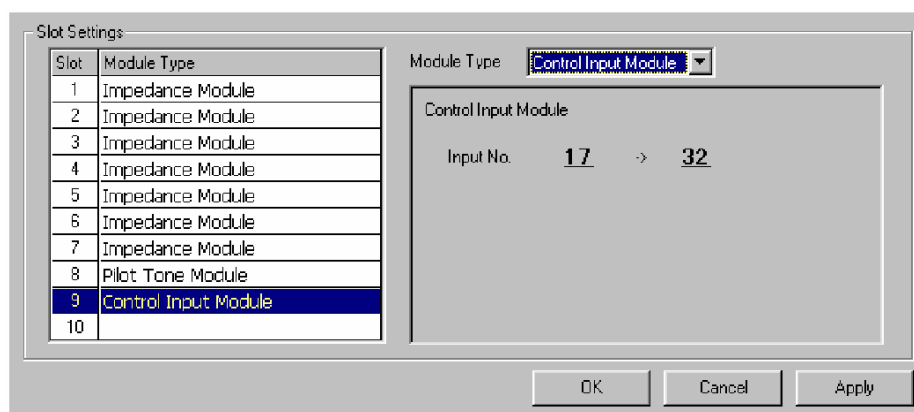 Slot Settings
Slot Module Type
1 Impedance Module
2 Impedance Module
3 Impedance Module
4 Impedance Module
5 Impedance Module
6 Impedance Module
7 Impedance Module
8 Pilot Tone Module
9 Control Input Module
10
Module Type Control Input Module
Control Input Module
Input No. 17 -> 32
OK Cancel Apply